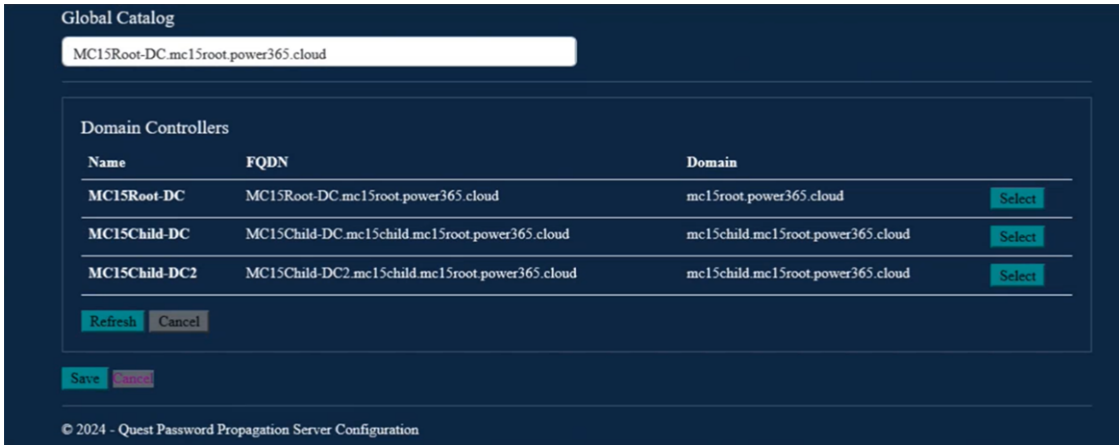 Global Catalog
MC15Root-DC.mc15root.power365.cloud
Domain Controllers
Name FQDN Domain
MC15Root-DC MC15Root-DC.mc15root.power365.cloud mc15root.power365.cloud Select
MC15Child-DC MC15Child-DC.mc15child.mc15root.power365.cloud mc15child.mc15root.power365.cloud Select
MC15Child-DC2 MC15Child-DC2.mc15child.mc15root.power365.cloud mc15child.mc15root.power365.cloud Select
Refresh Cancel
Save Cancel
© 2024 - Quest Password Propagation Server Configuration